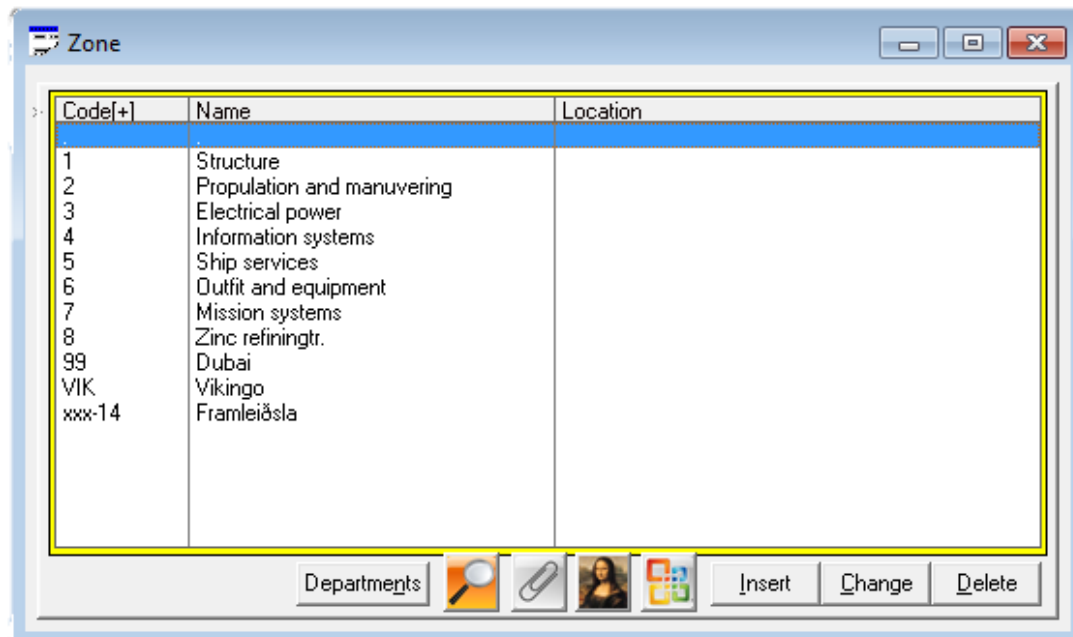 Zone
Code[+] Name Location
. .
1 Structure
2 Propulation and manuvering
3 Electrical power
4 Information systems
5 Ship services
6 Outfit and equipment
7 Mission systems
8 Zinc refiningtr.
99 Dubai
VIK Vikingo
xxx-14 Framleiðsla
Departments Insert Change Delete